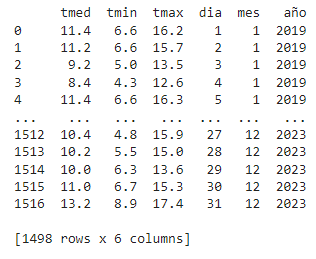 tmed tmin tmax dia mes año
0 11.4 6.6 16.2 1 1 2019
1 11.2 6.6 15.7 2 1 2019
2 9.2 5.0 13.5 3 1 2019
3 8.4 4.3 12.6 4 1 2019
4 11.4 6.6 16.3 5 1 2019
... ... ... ... ... ... ...
1512 10.4 4.8 15.9 27 12 2023
1513 10.2 5.5 15.0 28 12 2023
1514 10.0 6.3 13.6 29 12 2023
1515 11.0 6.7 15.3 30 12 2023
1516 13.2 8.9 17.4 31 12 2023
[1498 rows x 6 columns]